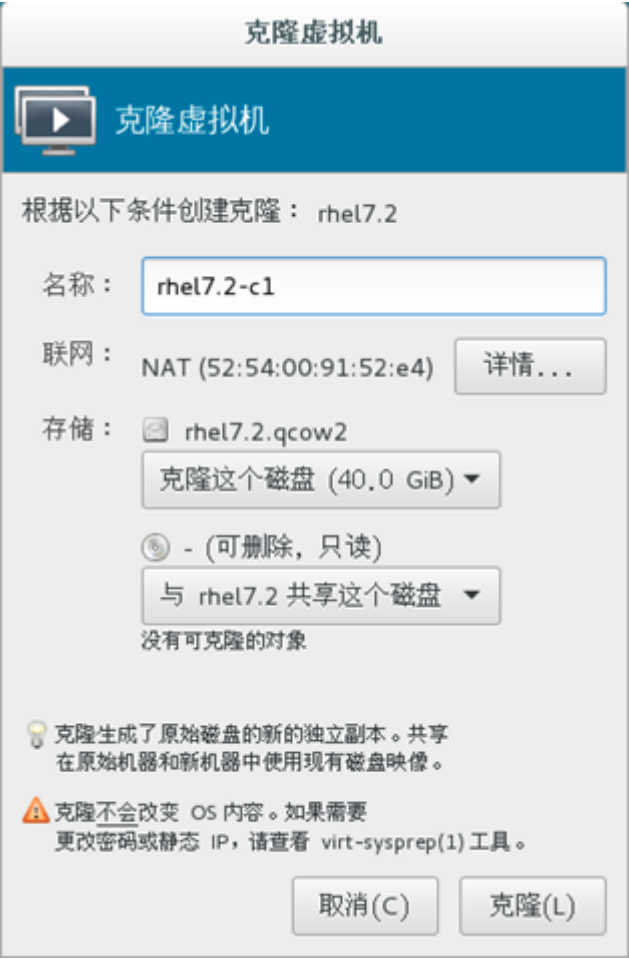 克隆虚拟机
克隆虚拟机
根据以下条件创建克隆： rhel7.2
名称： rhel7.2-c1
联网： NAT (52:54:00:91:52:e4) 详情...
存储： rhel7.2.qcow2
克隆这个磁盘 (40.0 GiB)
- (可删除，只读)
与 rhel7.2 共享这个磁盘
没有可克隆的对象
克隆生成了原始磁盘的新的独立副本。共享
在原始机器和新机器中使用现有磁盘映像。
克隆不会改变 OS 内容。如果需要
更改密码或静态 IP，请查看 virt-sysprep(1)工具。
取消(C) 克隆(L)